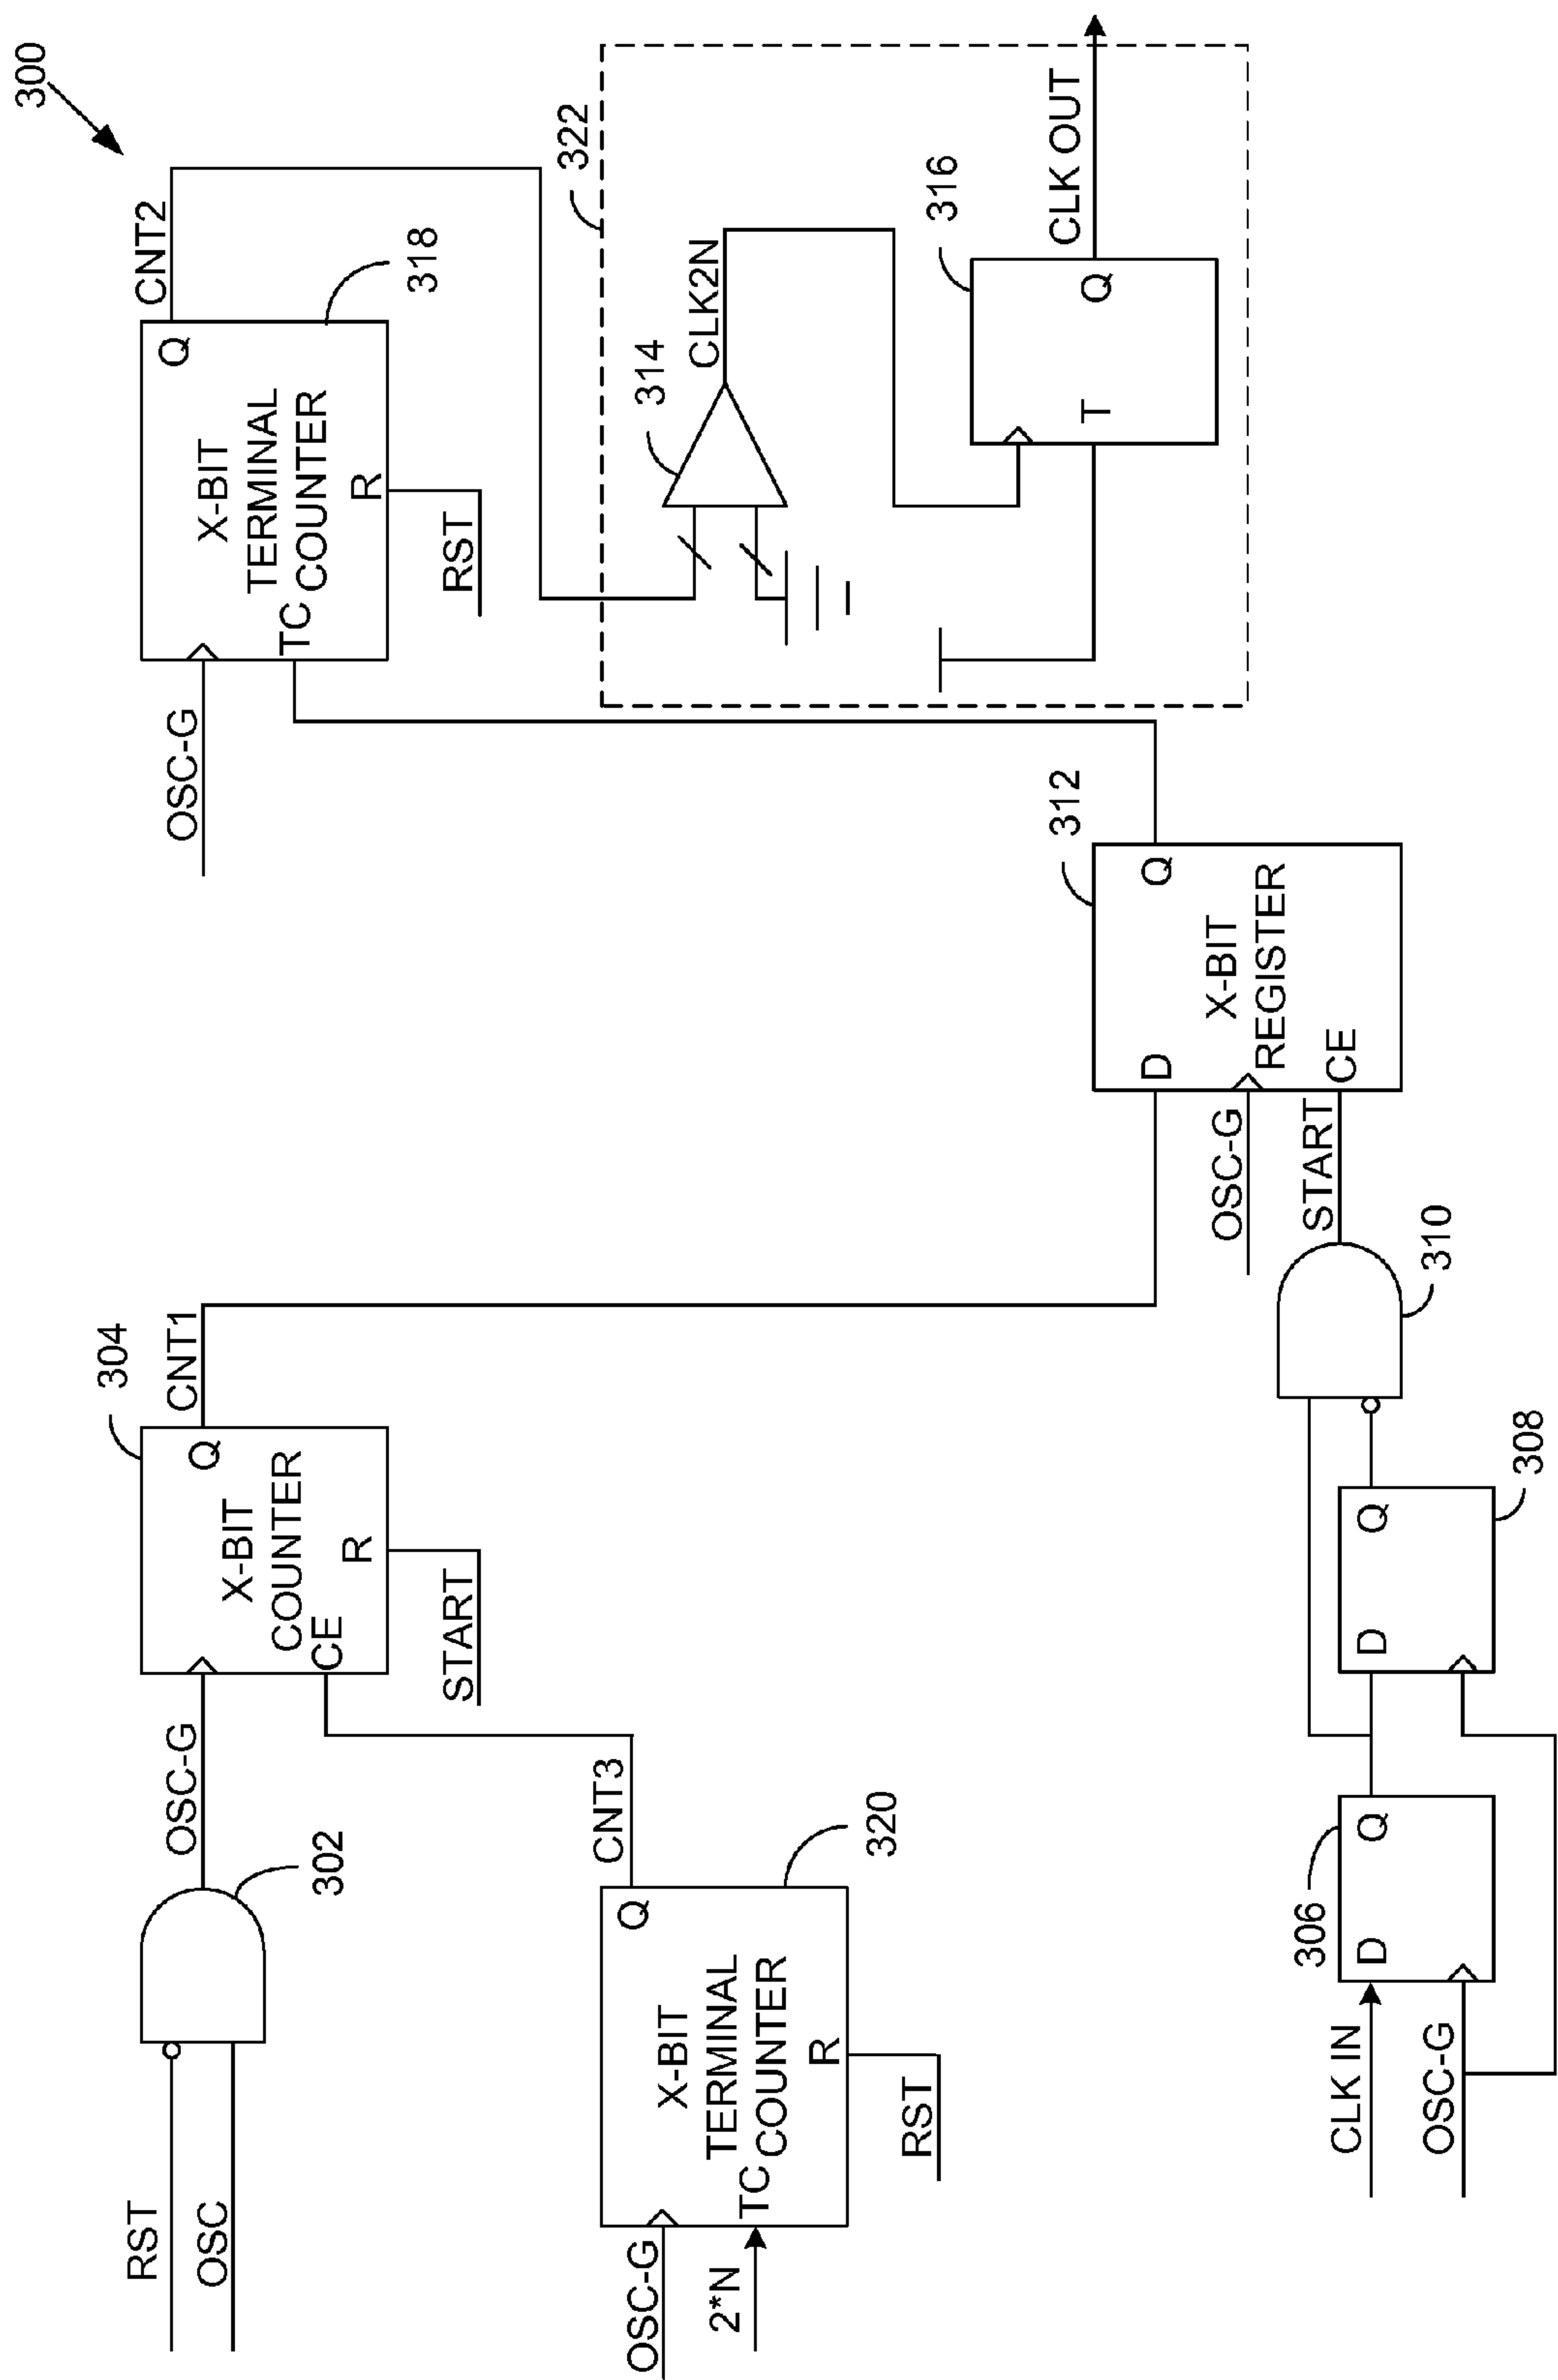 300
RST
OSC
302
OSC-G
304
X-BIT
COUNTER
CE
Q
R
START
CNT1
OSC-G
2*N
TC
X-BIT
TERMINAL
COUNTER
Q
R
RST
320
CNT3
CLK IN
OSC-G
306
D
Q
308
D
Q
310
START
OSC-G
312
D
X-BIT
REGISTER
CE
Q
OSC-G
TC
X-BIT
TERMINAL
COUNTER
Q
R
RST
318
CNT2
322
314
CLK2N
316
T
Q
CLK OUT